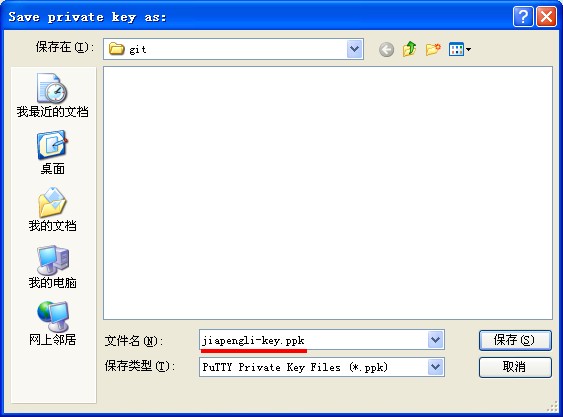 Save private key as:
保存在(I):
git
我最近的文档
桌面
我的文档
我的电脑
网上邻居
文件名(N):
jiapengli-key.ppk
保存(S)
保存类型(T):
PuTTY Private Key Files (*.ppk)
取消